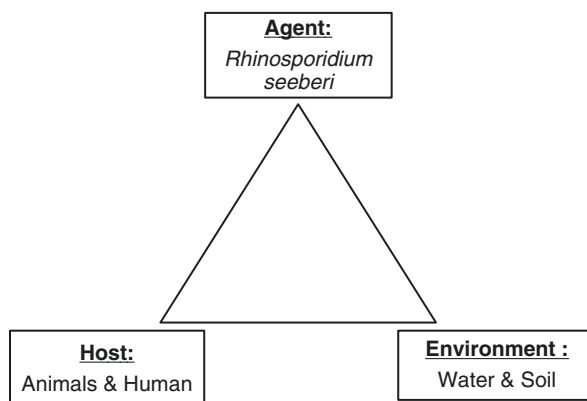 Agent:
Rhinosporidium
seeberi
Host:
Animals & Human
Environment :
Water & Soil